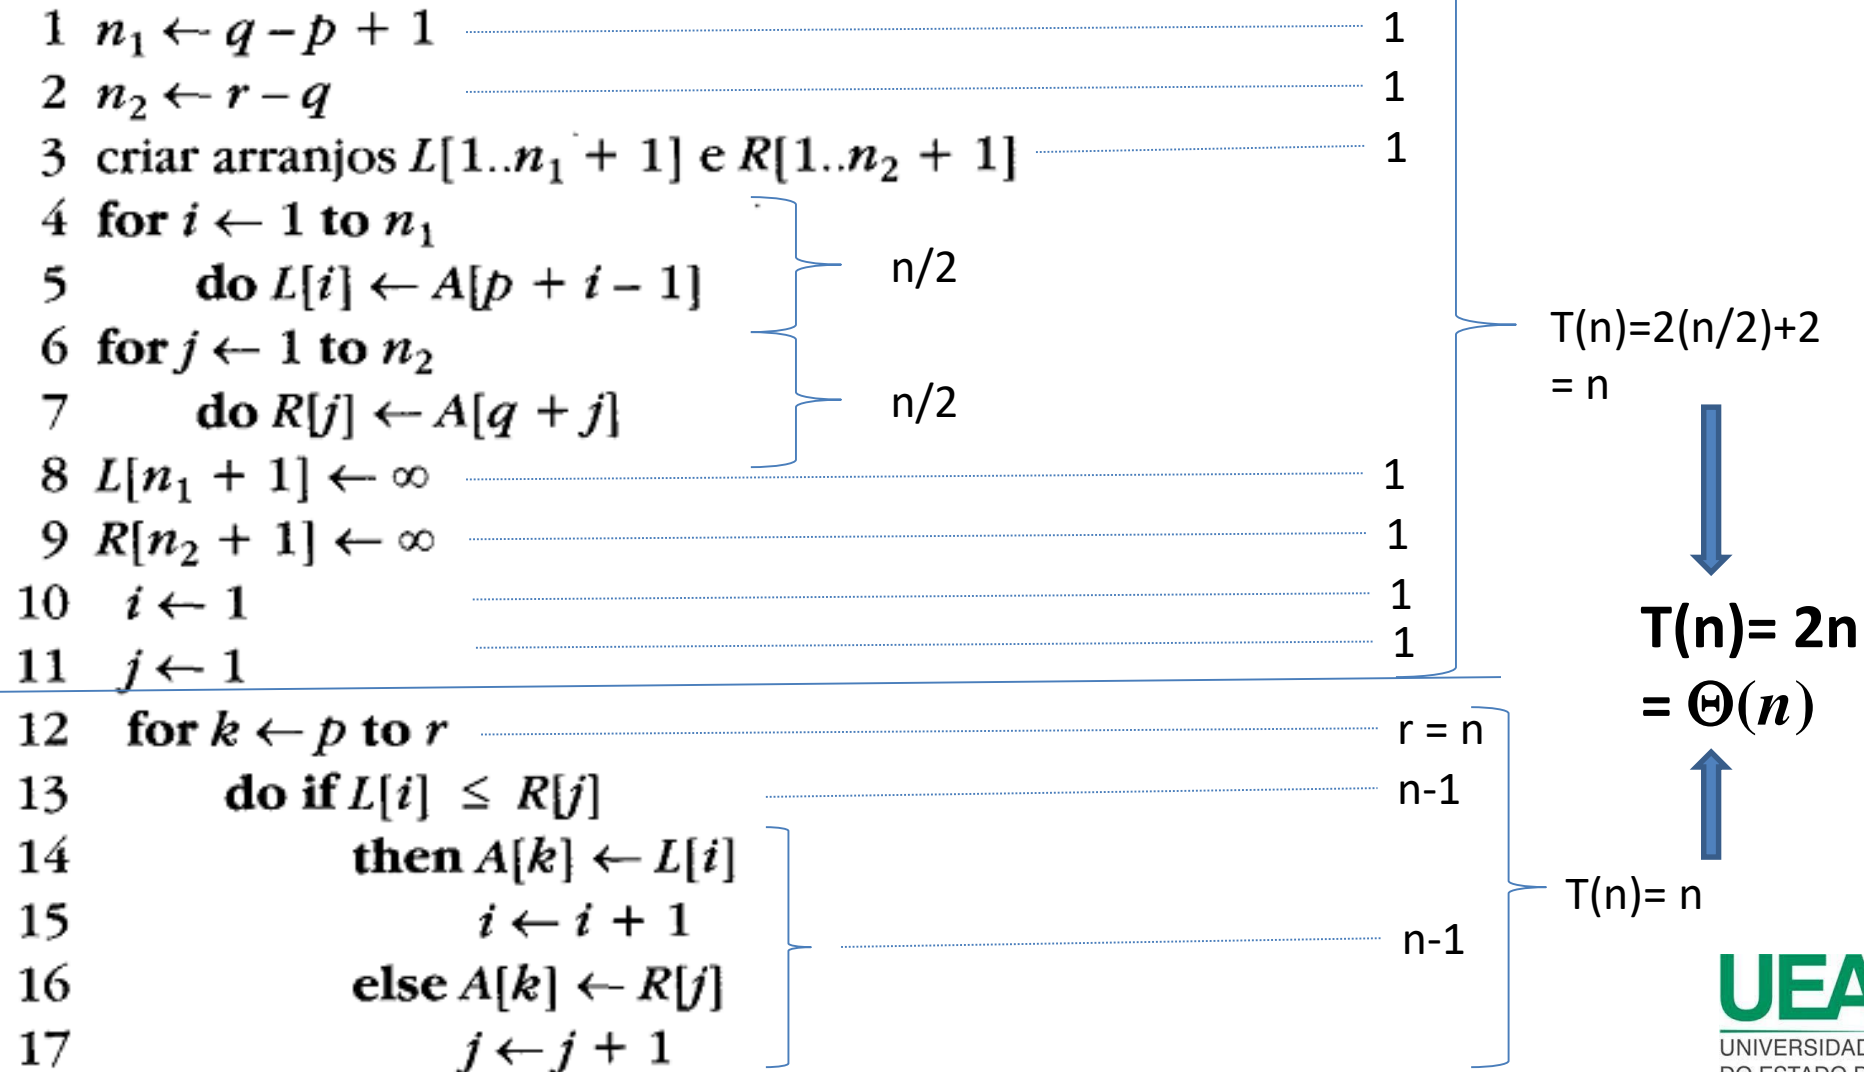 1 n₁ ← q – p + 1 1
2 n₂ ← r – q 1
3 criar arranjos L[1..n₁ + 1] e R[1..n₂ + 1] 1
4 for i ← 1 to n₁
5 do L[i] ← A[p + i – 1]
n/2
6 for j ← 1 to n₂
7 do R[j] ← A[q + j]
n/2
8 L[n₁ + 1] ← ∞ 1
9 R[n₂ + 1] ← ∞ 1
10 i ← 1 1
11 j ← 1 1
T(n)=2(n/2)+2
= n
T(n)= 2n
= Θ(n)
12 for k ← p to r r = n
13 do if L[i] ≤ R[j] n-1
14 then A[k] ← L[i]
15 i ← i + 1
16 else A[k] ← R[j]
17 j ← j + 1
n-1
T(n)= n
UEA
UNIVERSIDAD